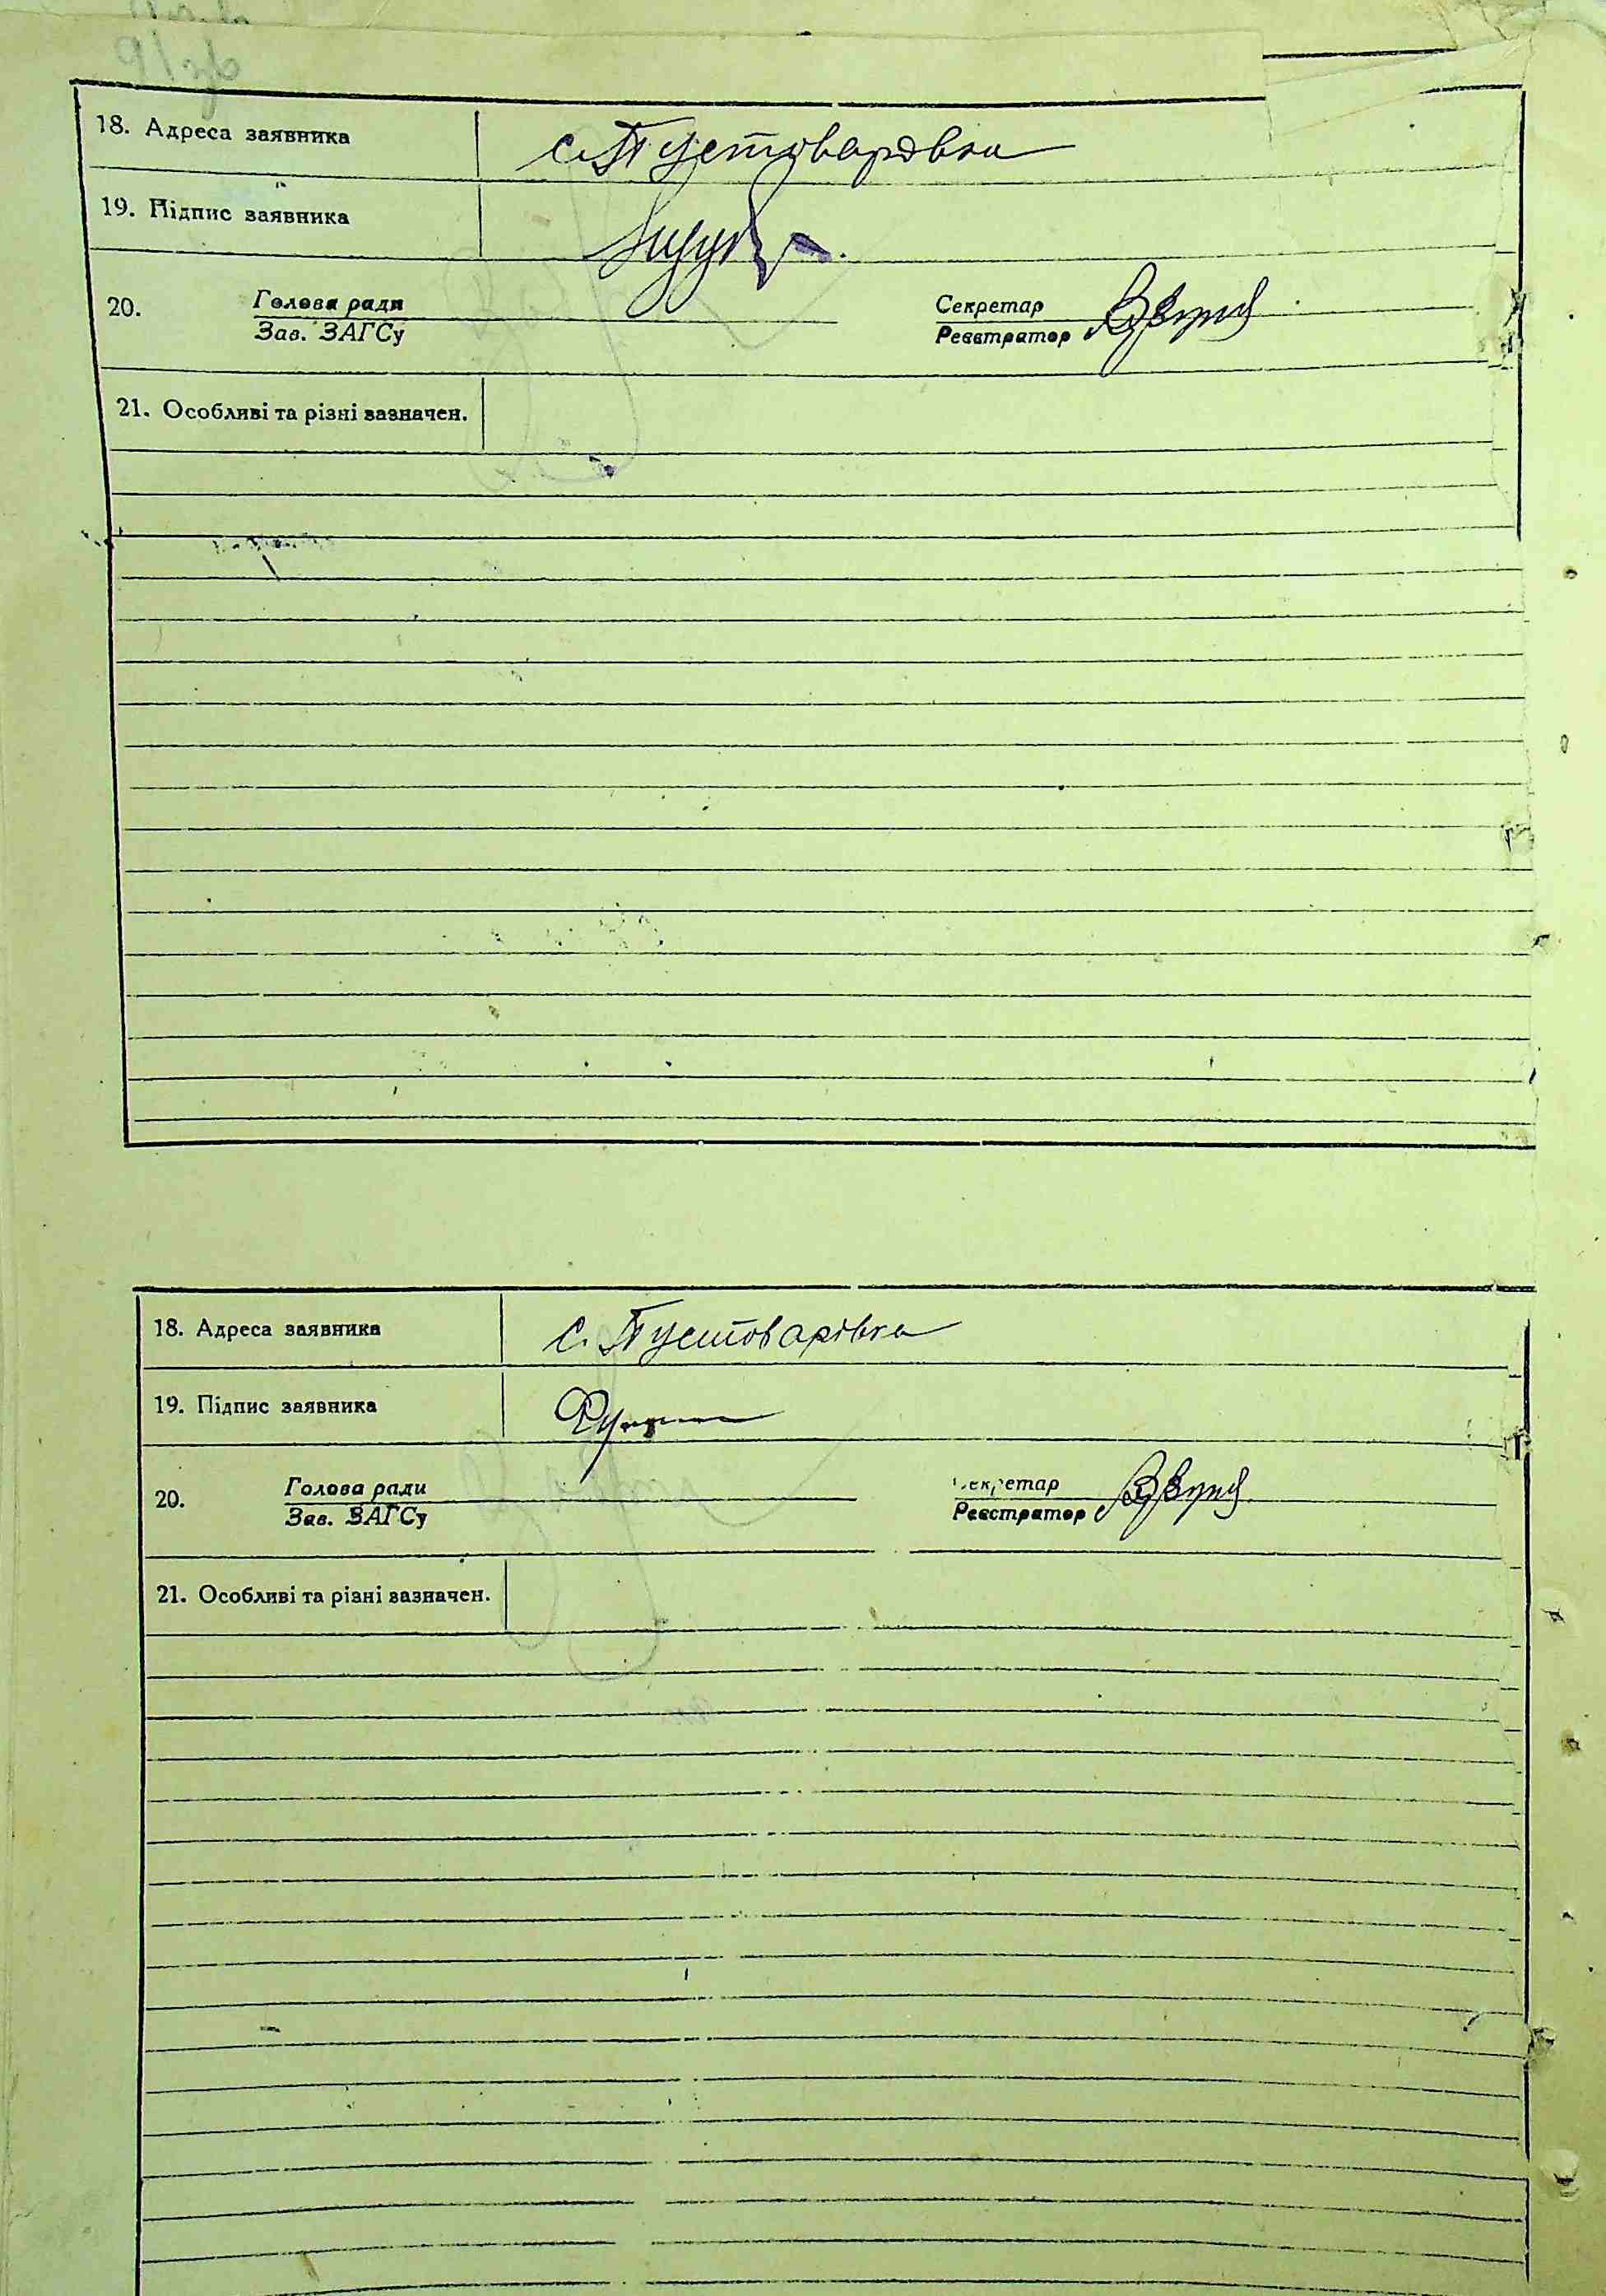 18. Адреса заявника с. Пустоварівка
19. Підпис заявника
20. Голова ради Секретар
Зав. ЗАГСу Реєстратор
21. Особливі та різні зазначен.
18. Адреса заявника с. Пустоварівка
19. Підпис заявника
20. Голова ради Секретар
Зав. ЗАГСу Реєстратор
21. Особливі та різні зазначен.